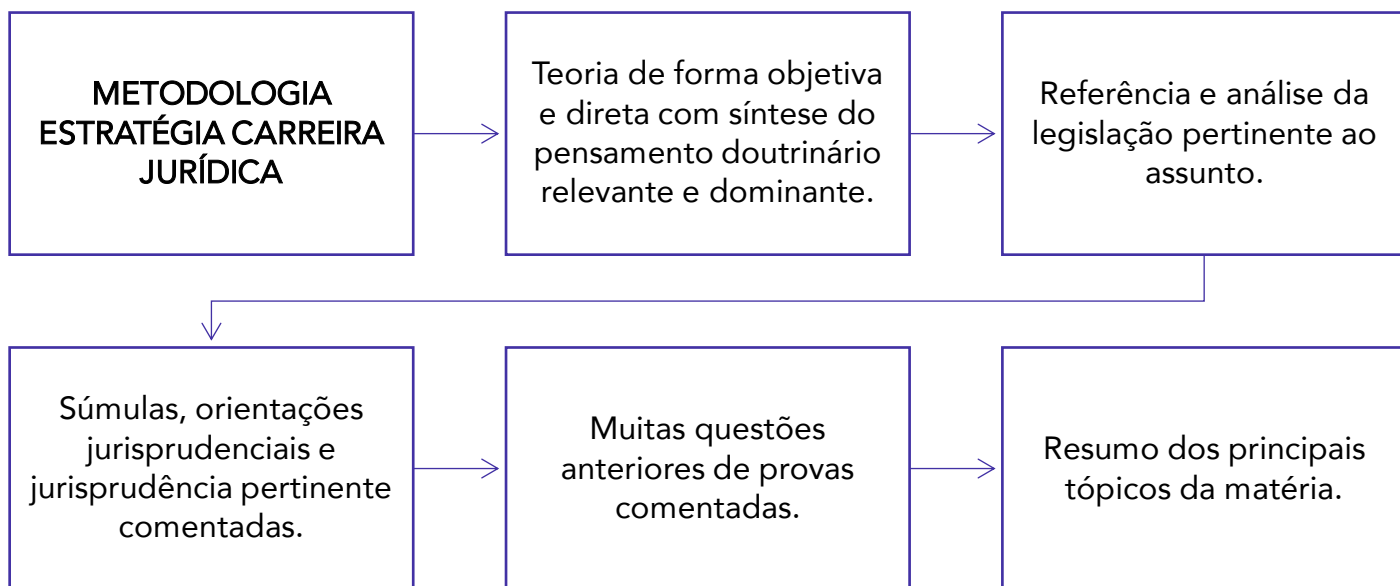 METODOLOGIA
ESTRATÉGIA CARREIRA
JURÍDICA
Teoria de forma objetiva
e direta com síntese do
pensamento doutrinário
relevante e dominante.
Referência e análise da
legislação pertinente ao
assunto.
Súmulas, orientações
jurisprudenciais e
jurisprudência pertinente
comentadas.
Muitas questões
anteriores de provas
comentadas.
Resumo dos principais
tópicos da matéria.